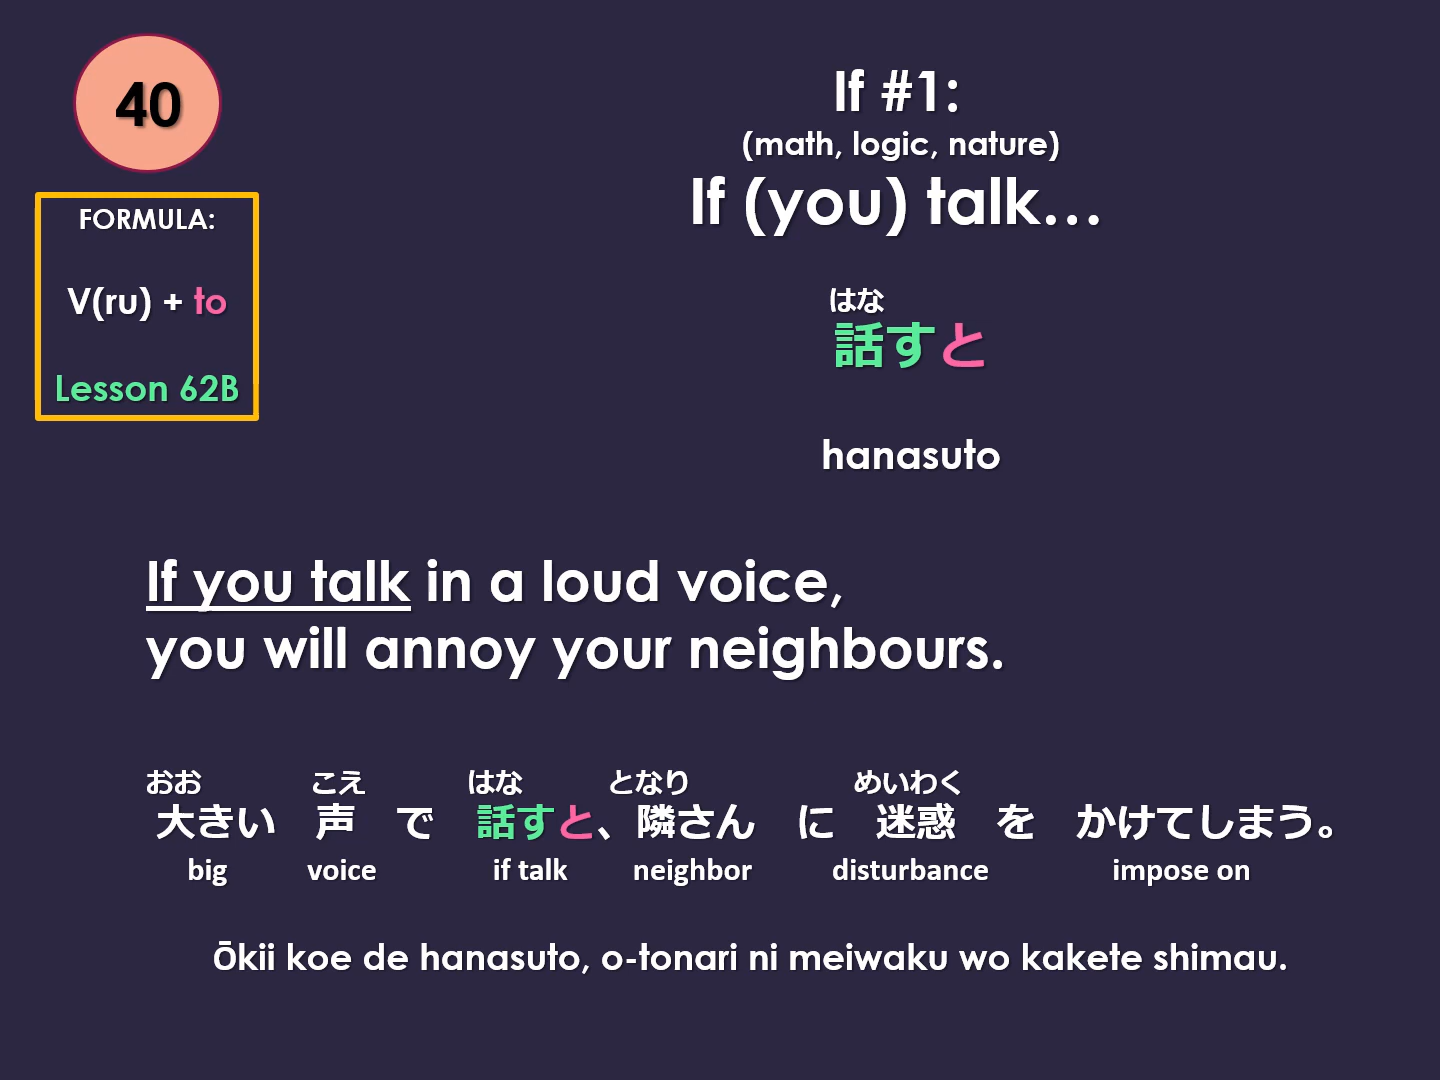 40
FORMULA:
V(ru) + to
Lesson 62B
If #1:
(math, logic, nature)
If (you) talk…
はな
話すと
hanasuto
If you talk in a loud voice,
you will annoy your neighbours.
おお こえ はな となり めいわく
大きい 声 で 話すと、隣さん に 迷惑 を かけてしまう。
big voice if talk neighbor disturbance impose on
Ōkii koe de hanasuto, o-tonari ni meiwaku wo kakete shimau.